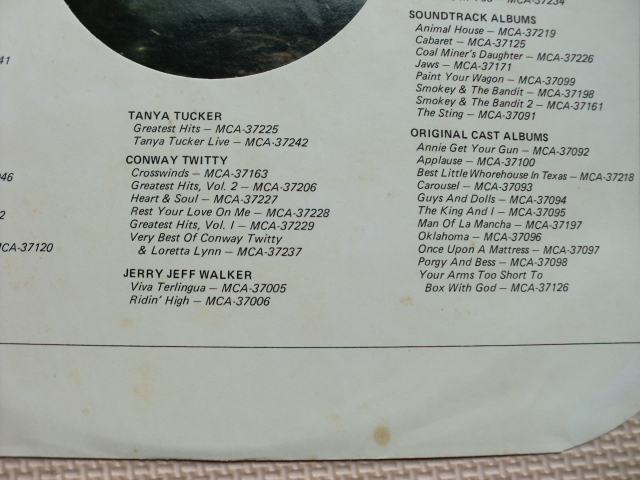 41
46
2
CA-37120
TANYA TUCKER
Greatest Hits — MCA-37225
Tanya Tucker Live — MCA-37242
CONWAY TWITTY
Crosswinds — MCA-37163
Greatest Hits, Vol. 2 — MCA-37206
Heart & Soul — MCA-37227
Rest Your Love On Me — MCA-37228
Greatest Hits, Vol. I — MCA-37229
Very Best Of Conway Twitty
& Loretta Lynn — MCA-37237
JERRY JEFF WALKER
Viva Terlingua — MCA-37005
Ridin' High — MCA-37006
MCA-37234
SOUNDTRACK ALBUMS
Animal House — MCA-37219
Cabaret — MCA-37125
Coal Miner's Daughter — MCA-37226
Jaws — MCA-37171
Paint Your Wagon — MCA-37099
Smokey & The Bandit — MCA-37198
Smokey & The Bandit 2 — MCA-37161
The Sting — MCA-37091
ORIGINAL CAST ALBUMS
Annie Get Your Gun — MCA-37092
Applause — MCA-37100
Best Little Whorehouse In Texas — MCA-37218
Carousel — MCA-37093
Guys And Dolls — MCA-37094
The King And I — MCA-37095
Man Of La Mancha — MCA-37197
Oklahoma — MCA-37096
Once Upon A Mattress — MCA-37097
Porgy And Bess — MCA-37098
Your Arms Too Short To
Box With God — MCA-37126